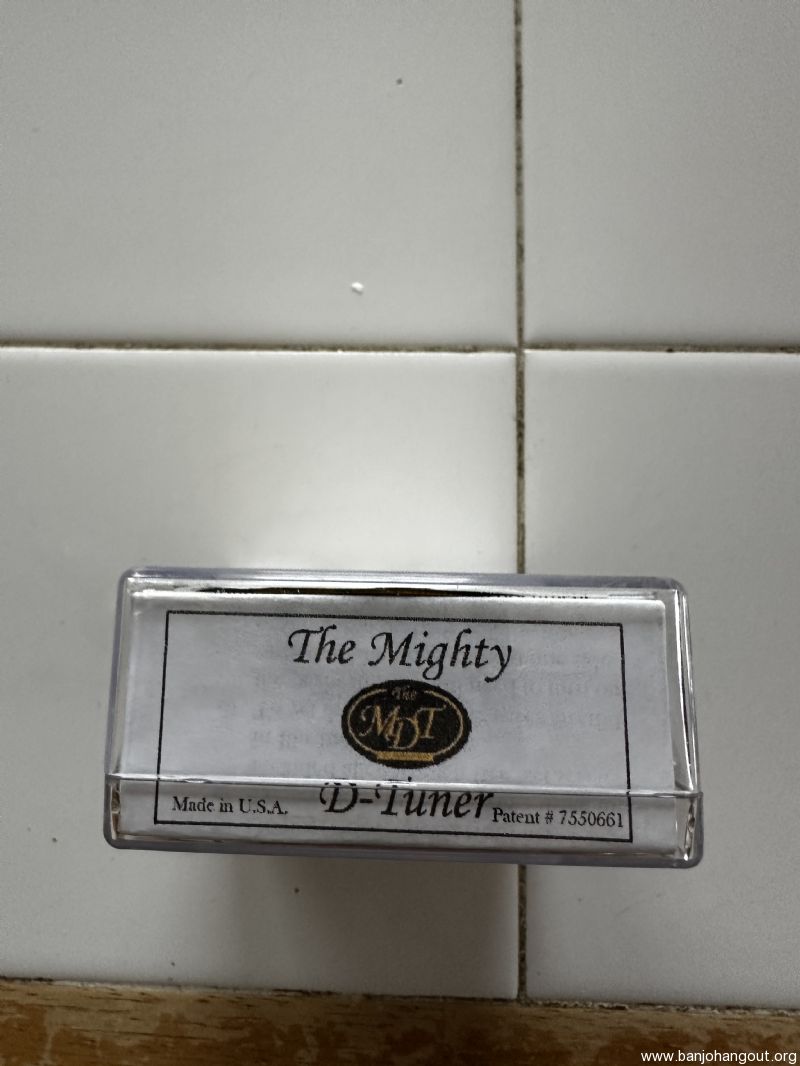 The Mighty
The
MDT
D-Tuner
Made in U.S.A.
Patent # 7550661
www.banjohangout.org